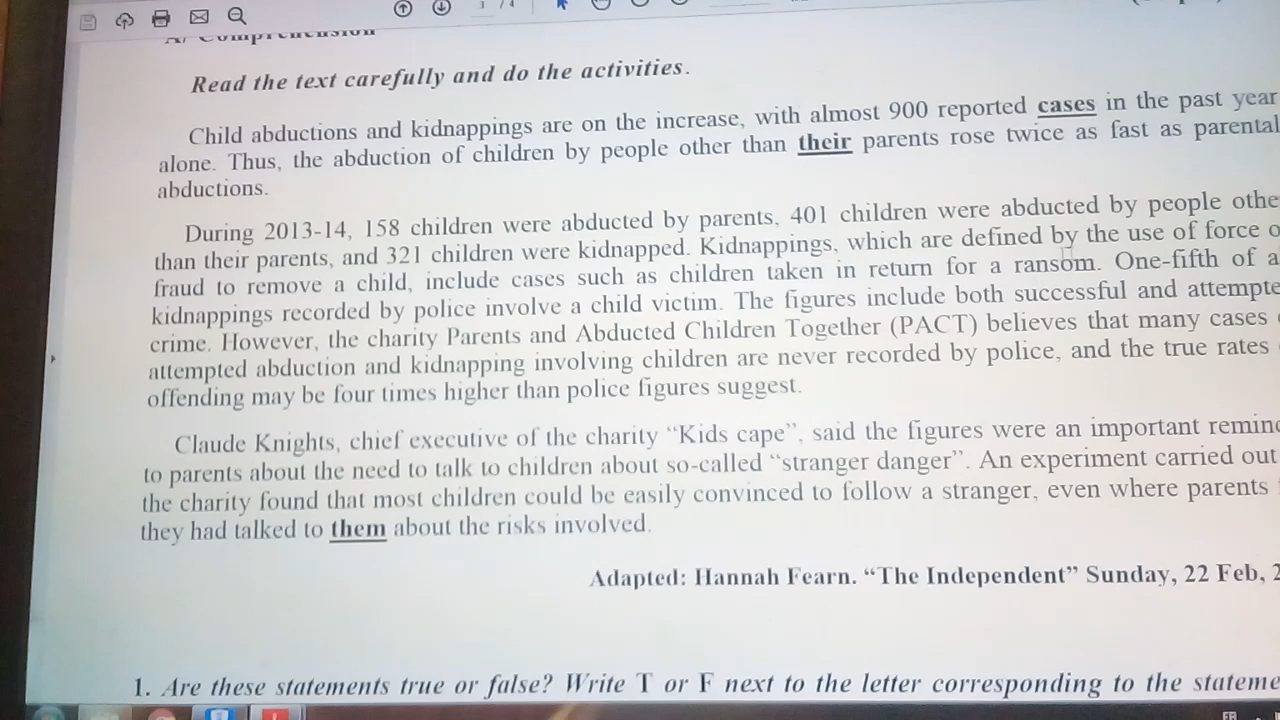 3 / 4
A/ Comprehension
Read the text carefully and do the activities.
Child abductions and kidnappings are on the increase, with almost 900 reported cases in the past year
alone. Thus, the abduction of children by people other than their parents rose twice as fast as parental
abductions.
During 2013-14, 158 children were abducted by parents, 401 children were abducted by people othe
than their parents, and 321 children were kidnapped. Kidnappings, which are defined by the use of force o
fraud to remove a child, include cases such as children taken in return for a ransom. One-fifth of a
kidnappings recorded by police involve a child victim. The figures include both successful and attempte
crime. However, the charity Parents and Abducted Children Together (PACT) believes that many cases
attempted abduction and kidnapping involving children are never recorded by police, and the true rates
offending may be four times higher than police figures suggest.
Claude Knights, chief executive of the charity “Kids cape”, said the figures were an important remind
to parents about the need to talk to children about so-called “stranger danger”. An experiment carried out
the charity found that most children could be easily convinced to follow a stranger, even where parents
they had talked to them about the risks involved.
Adapted: Hannah Fearn. “The Independent” Sunday, 22 Feb, 2
1. Are these statements true or false? Write T or F next to the letter corresponding to the stateme